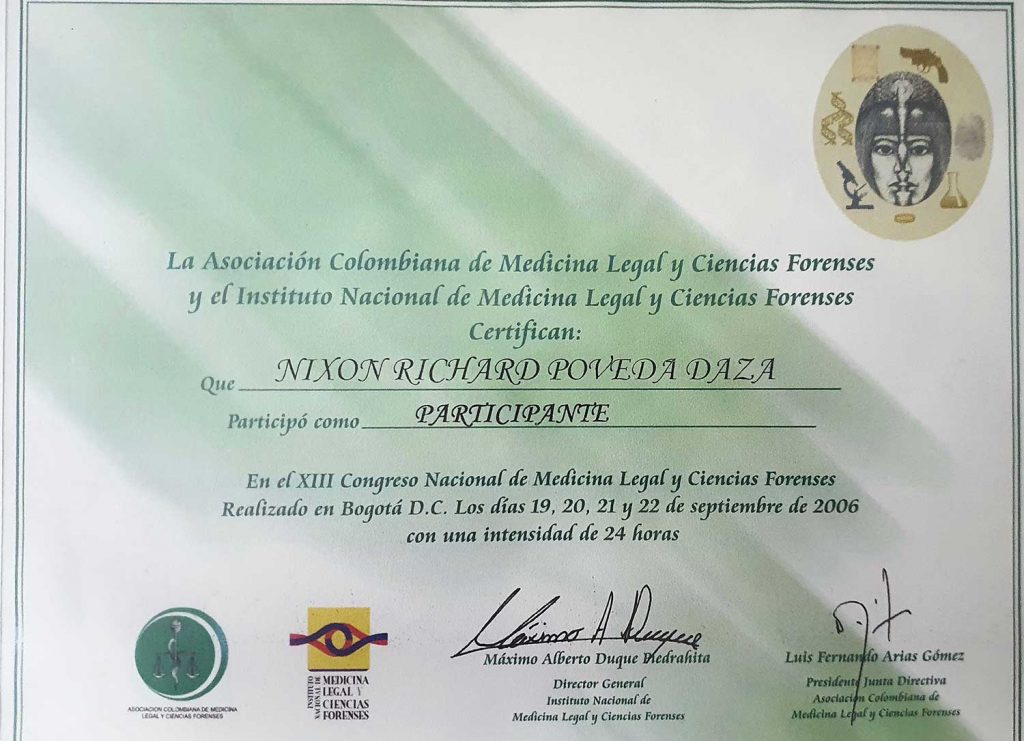 La Asociación Colombiana de Medicina Legal y Ciencias Forenses
y el Instituto Nacional de Medicina Legal y Ciencias Forenses
Certifican:
Que NIXON RICHARD POVEDA DAZA
Participó como PARTICIPANTE
En el XIII Congreso Nacional de Medicina Legal y Ciencias Forenses
Realizado en Bogotá D.C. Los días 19, 20, 21 y 22 de septiembre de 2006
con una intensidad de 24 horas
ASOCIACION COLOMBIANA DE MEDICINA
LEGAL Y CIENCIAS FORENSES
INSTITUTO
NACIONAL DE
MEDICINA
LEGAL Y
CIENCIAS
FORENSES
Máximo A Duque
Máximo Alberto Duque Piedrahita
Director General
Instituto Nacional de
Medicina Legal y Ciencias Forenses
Luis Fernando Arias Gómez
Presidente Junta Directiva
Asociación Colombiana de
Medicina Legal y Ciencias Forenses